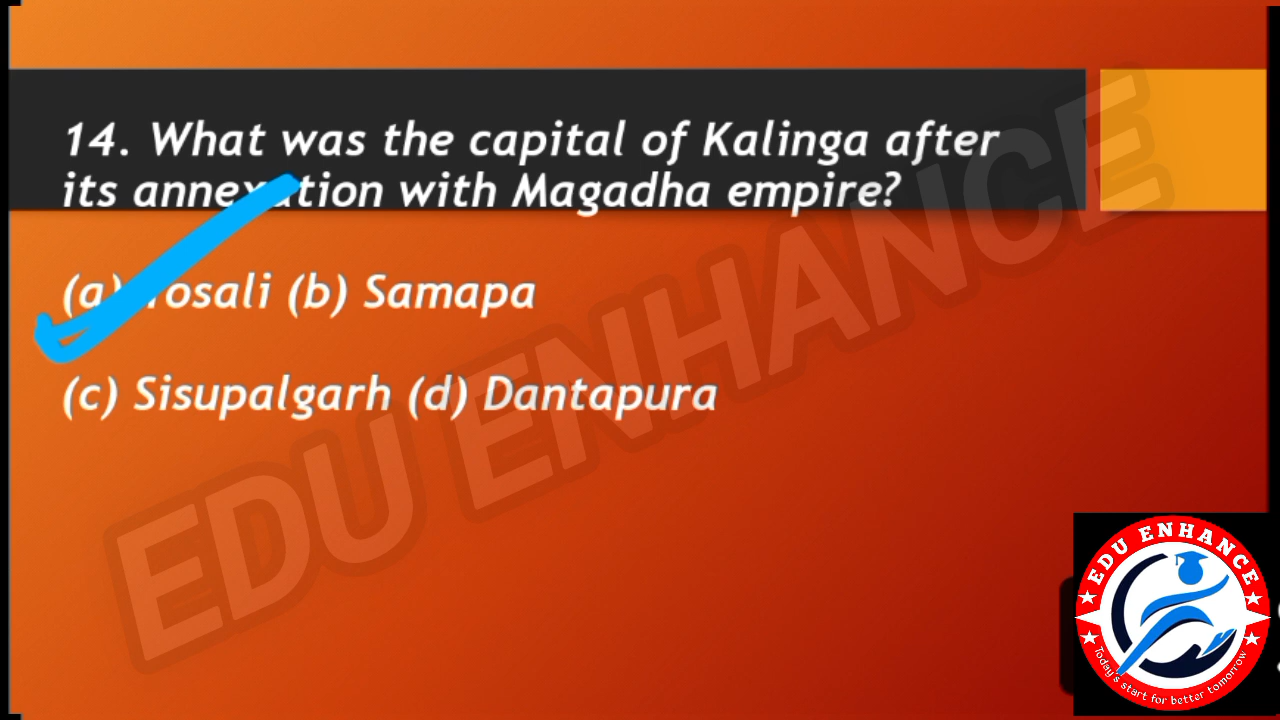 14. What was the capital of Kalinga after
its annexation with Magadha empire?
(a) Tosali (b) Samapa
(c) Sisupalgarh (d) Dantapura
EDU ENHANCE
EDU ENHANCE
Today's start for better tomorrow